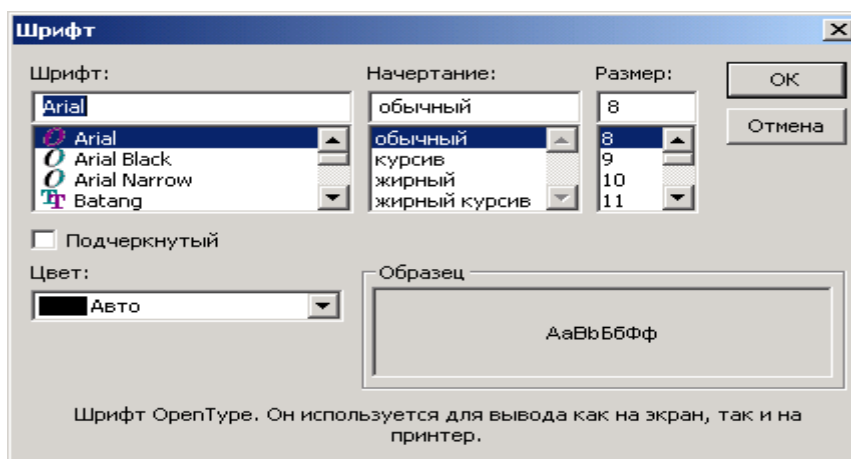 Шрифт
Шрифт: Начертание: Размер:
Arial обычный 8 ОК
Отмена
Arial обычный 8
Arial Black курсив 9
Arial Narrow жирный 10
Batang жирный курсив 11
Подчеркнутый
Цвет: Образец
Авто
АаВbБбФф
Шрифт OpenType. Он используется для вывода как на экран, так и на
принтер.